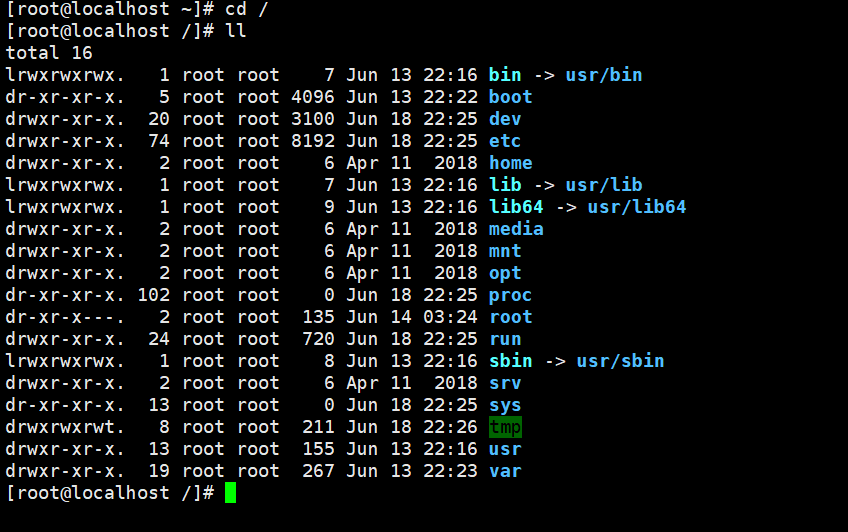 [root@localhost ~]# cd /
[root@localhost /]# ll
total 16
lrwxrwxrwx.   1 root root    7 Jun 13 22:16 bin -> usr/bin
dr-xr-xr-x.   5 root root 4096 Jun 13 22:22 boot
drwxr-xr-x.  20 root root 3100 Jun 18 22:25 dev
drwxr-xr-x.  74 root root 8192 Jun 18 22:25 etc
drwxr-xr-x.   2 root root    6 Apr 11  2018 home
lrwxrwxrwx.   1 root root    7 Jun 13 22:16 lib -> usr/lib
lrwxrwxrwx.   1 root root    9 Jun 13 22:16 lib64 -> usr/lib64
drwxr-xr-x.   2 root root    6 Apr 11  2018 media
drwxr-xr-x.   2 root root    6 Apr 11  2018 mnt
drwxr-xr-x.   2 root root    6 Apr 11  2018 opt
dr-xr-xr-x. 102 root root    0 Jun 18 22:25 proc
dr-xr-x---.   2 root root  135 Jun 14 03:24 root
drwxr-xr-x.  24 root root  720 Jun 18 22:25 run
lrwxrwxrwx.   1 root root    8 Jun 13 22:16 sbin -> usr/sbin
drwxr-xr-x.   2 root root    6 Apr 11  2018 srv
dr-xr-xr-x.  13 root root    0 Jun 18 22:25 sys
drwxrwxrwt.   8 root root  211 Jun 18 22:26 tmp
drwxr-xr-x.  13 root root  155 Jun 13 22:16 usr
drwxr-xr-x.  19 root root  267 Jun 13 22:23 var
[root@localhost /]#